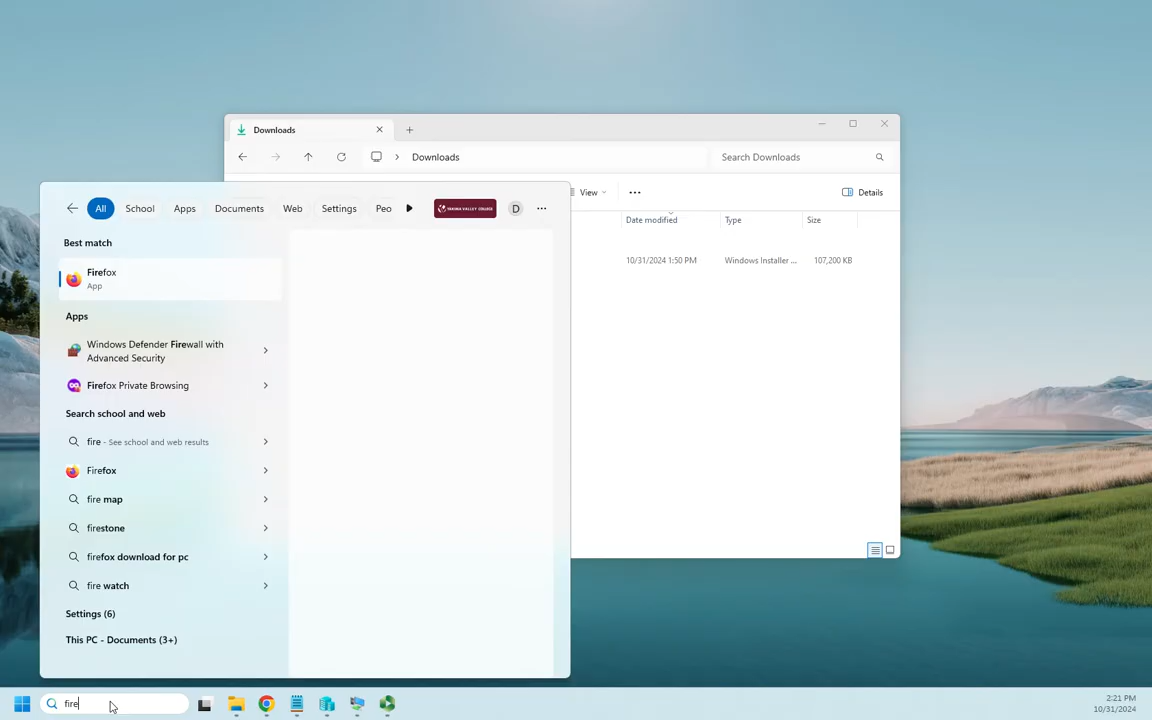 Downloads
Downloads
Search Downloads
View
Details
Date modified
Type
Size
10/31/2024 1:50 PM
Windows Installer ...
107,200 KB
All
School
Apps
Documents
Web
Settings
Peo
YAKIMA VALLEY COLLEGE
D
Best match
Firefox
App
Apps
Windows Defender Firewall with
Advanced Security
Firefox Private Browsing
Search school and web
fire - See school and web results
Firefox
fire map
firestone
firefox download for pc
fire watch
Settings (6)
This PC - Documents (3+)
fire
2:21 PM
10/31/2024